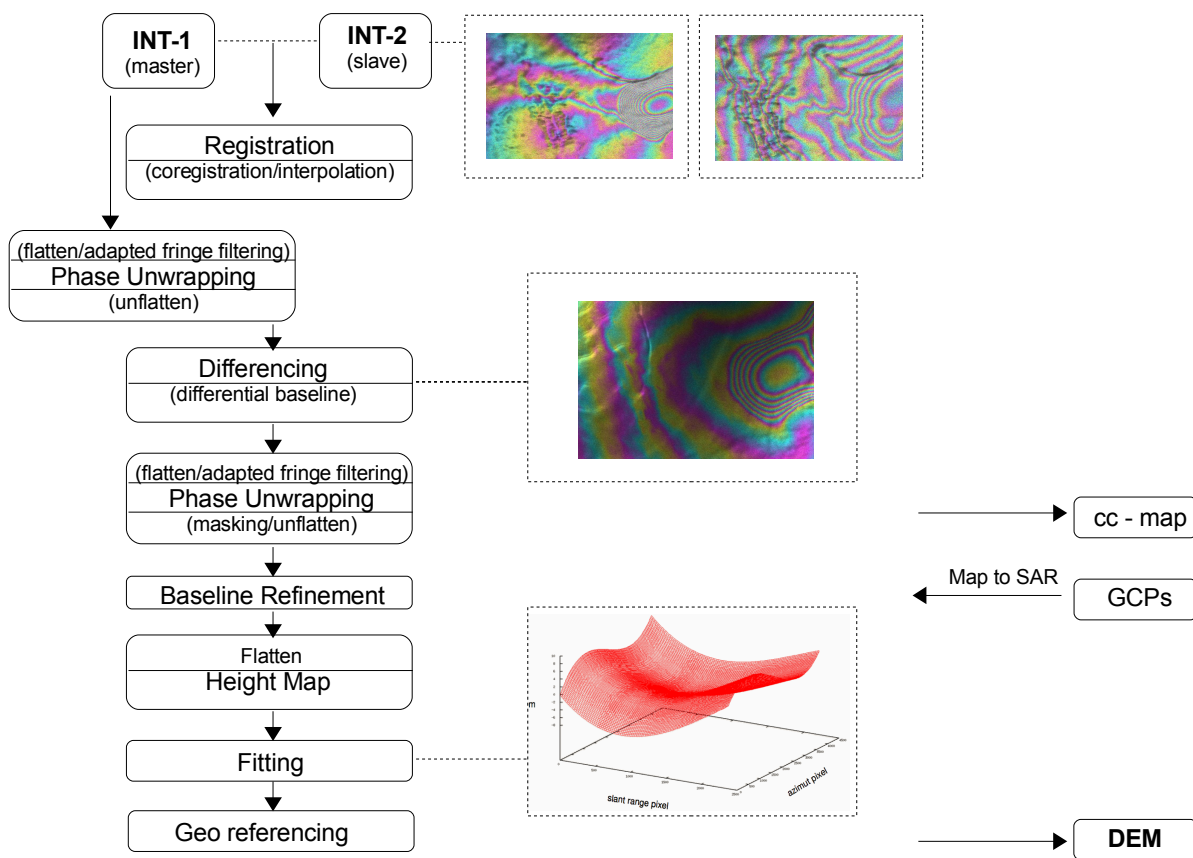 INT-1
(master)
INT-2
(slave)
Registration
(coregistration/interpolation)
(flatten/adapted fringe filtering)
Phase Unwrapping
(unflatten)
Differencing
(differential baseline)
(flatten/adapted fringe filtering)
Phase Unwrapping
(masking/unflatten)
cc - map
Map to SAR
GCPs
Baseline Refinement
Flatten
Height Map
m
azimut pixel
slant range pixel
Fitting
Geo referencing
DEM